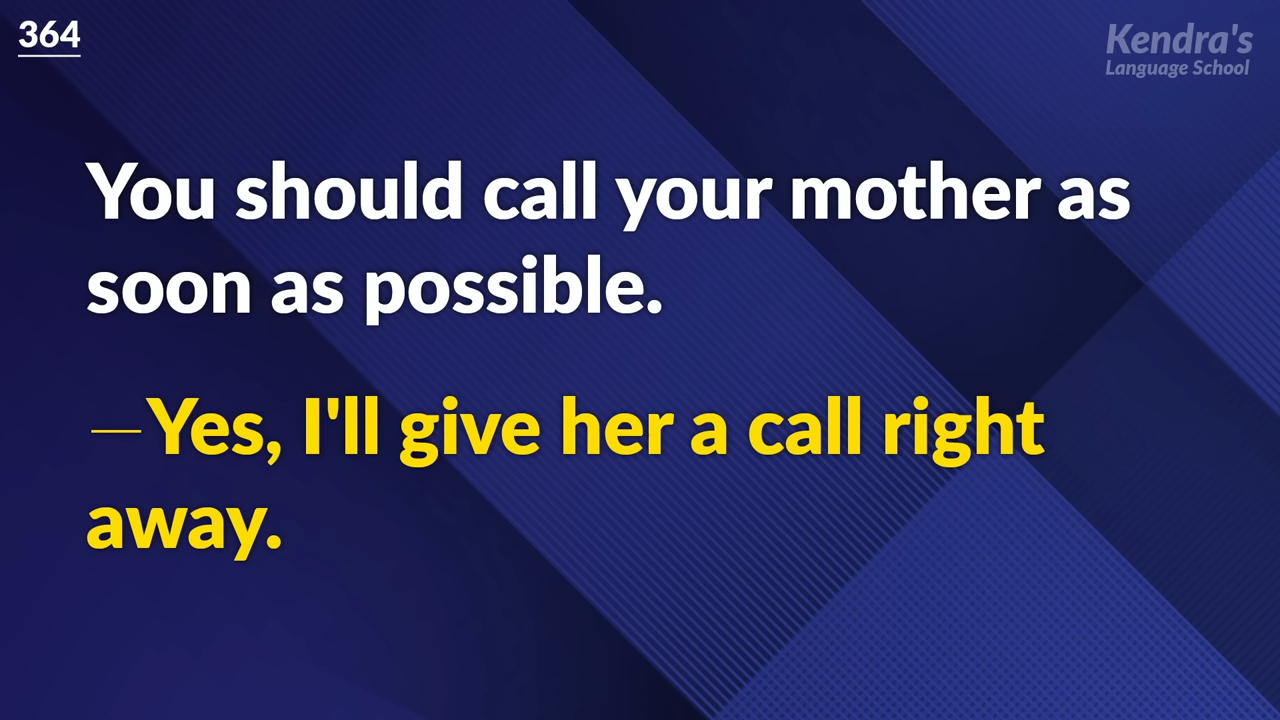 364
Kendra's
Language School
You should call your mother as
soon as possible.
—Yes, I'll give her a call right
away.